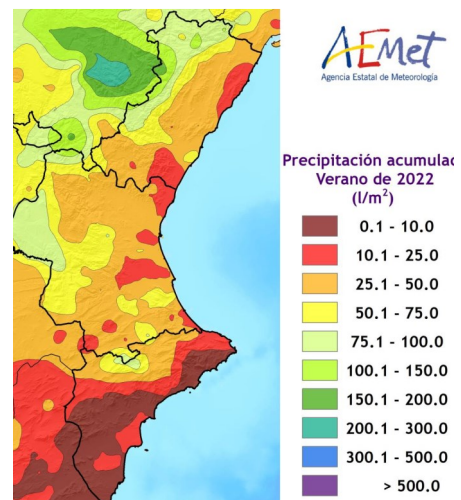 AEMet
Agencia Estatal de Meteorología
Precipitación acumulad
Verano de 2022
(l/m²)
0.1 - 10.0
10.1 - 25.0
25.1 - 50.0
50.1 - 75.0
75.1 - 100.0
100.1 - 150.0
150.1 - 200.0
200.1 - 300.0
300.1 - 500.0
> 500.0